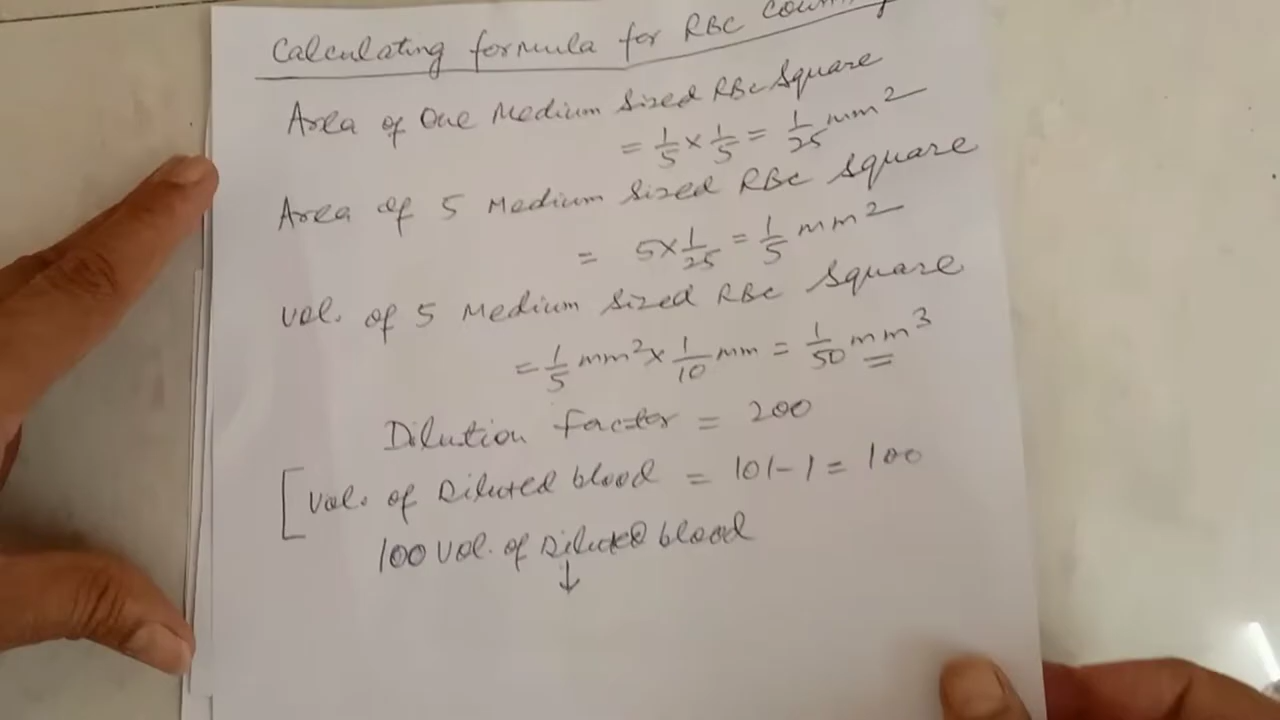 Calculating formula for RBC Count
Area of One Medium Sized RBC Square
= 1/5 × 1/5 = 1/25 mm²
Area of 5 Medium Sized RBC Square
= 5 × 1/25 = 1/5 mm²
Vol. of 5 Medium Sized RBC Square
= 1/5 mm² × 1/10 mm = 1/50 mm³
Dilution Factor = 200
[Vol. of Diluted blood = 101-1 = 100
100 Vol. of Diluted blood
↓